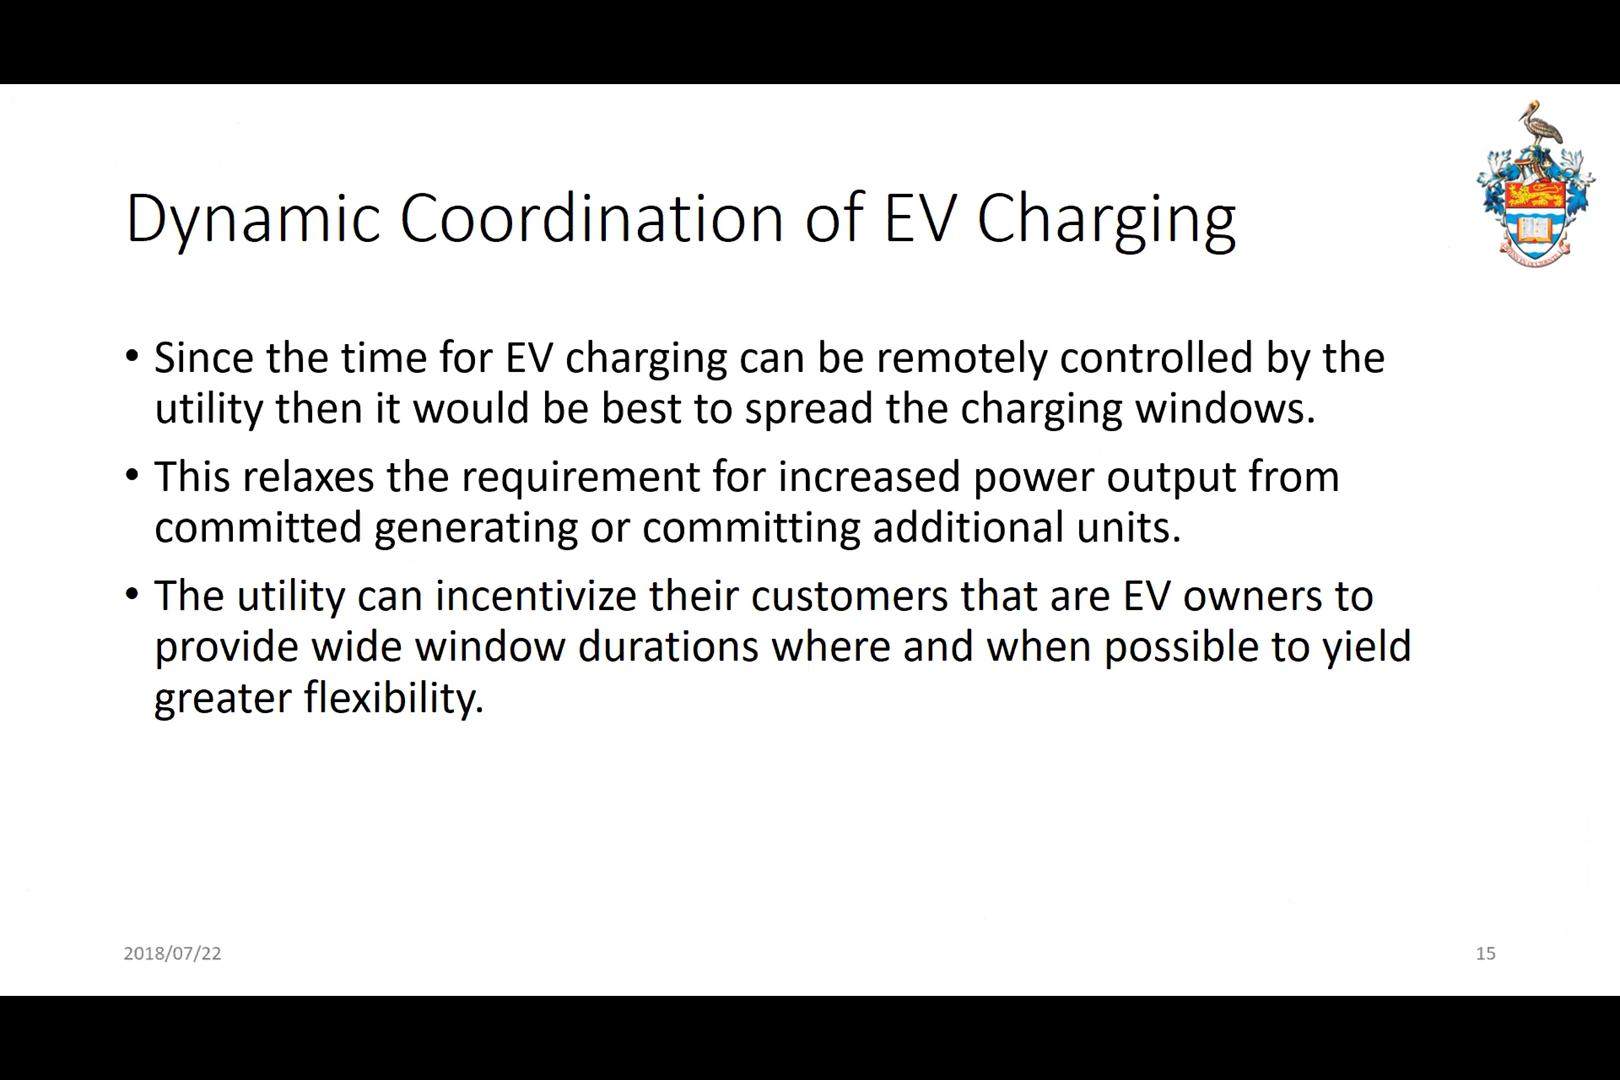 Dynamic Coordination of EV Charging
• Since the time for EV charging can be remotely controlled by the
utility then it would be best to spread the charging windows.
• This relaxes the requirement for increased power output from
committed generating or committing additional units.
• The utility can incentivize their customers that are EV owners to
provide wide window durations where and when possible to yield
greater flexibility.
2018/07/22
15